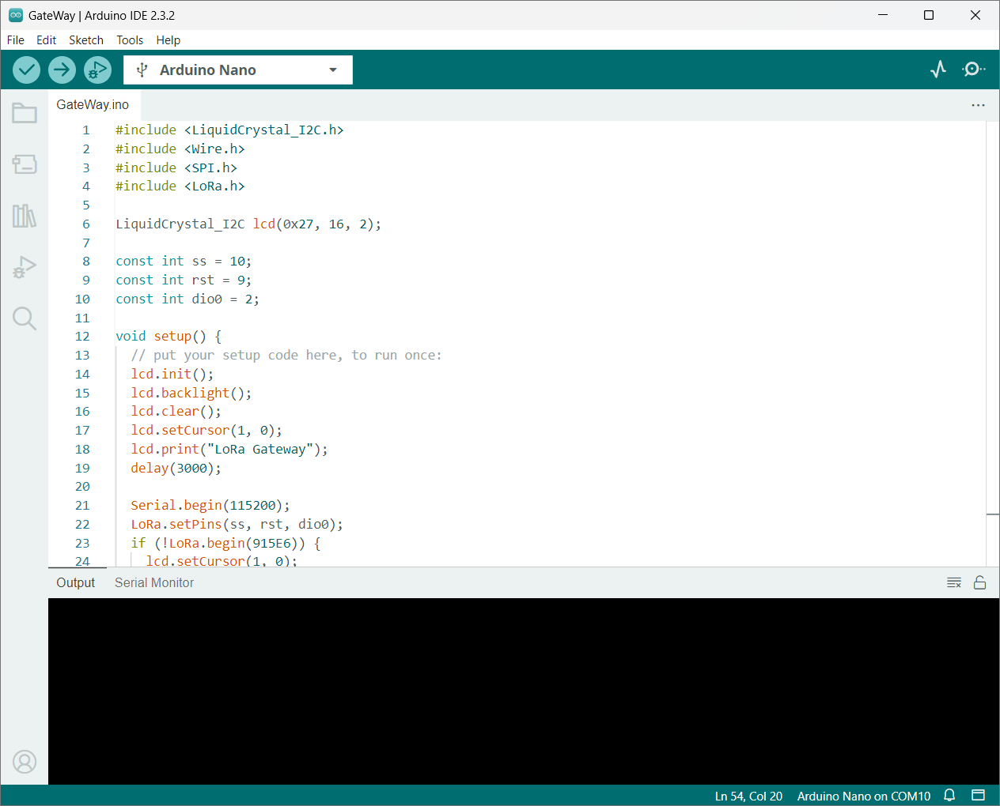 GateWay | Arduino IDE 2.3.2
File Edit Sketch Tools Help
Arduino Nano
GateWay.ino
1 #include <LiquidCrystal_I2C.h>
2 #include <Wire.h>
3 #include <SPI.h>
4 #include <LoRa.h>
5
6 LiquidCrystal_I2C lcd(0x27, 16, 2);
7
8 const int ss = 10;
9 const int rst = 9;
10 const int dio0 = 2;
11
12 void setup() {
13 // put your setup code here, to run once:
14 lcd.init();
15 lcd.backlight();
16 lcd.clear();
17 lcd.setCursor(1, 0);
18 lcd.print("LoRa Gateway");
19 delay(3000);
20
21 Serial.begin(115200);
22 LoRa.setPins(ss, rst, dio0);
23 if (!LoRa.begin(915E6)) {
24 lcd.setCursor(1, 0);
Output Serial Monitor
Ln 54, Col 20 Arduino Nano on COM10